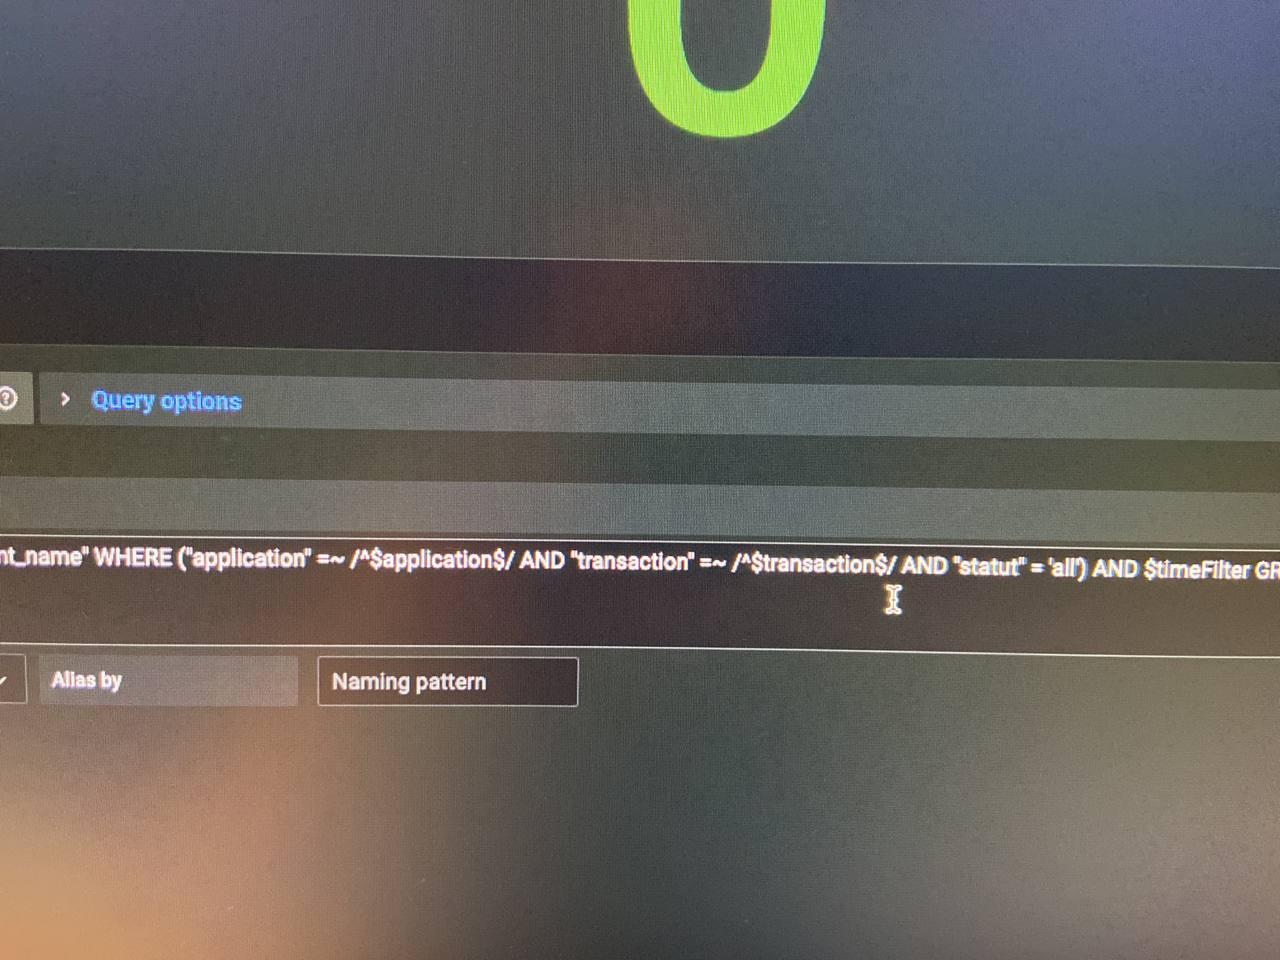 0
Query options
nt_name" WHERE ("application" =~ /^$application$/ AND "transaction" =~ /^$transaction$/ AND "statut" = 'all') AND $timeFilter GR
Alias by
Naming pattern